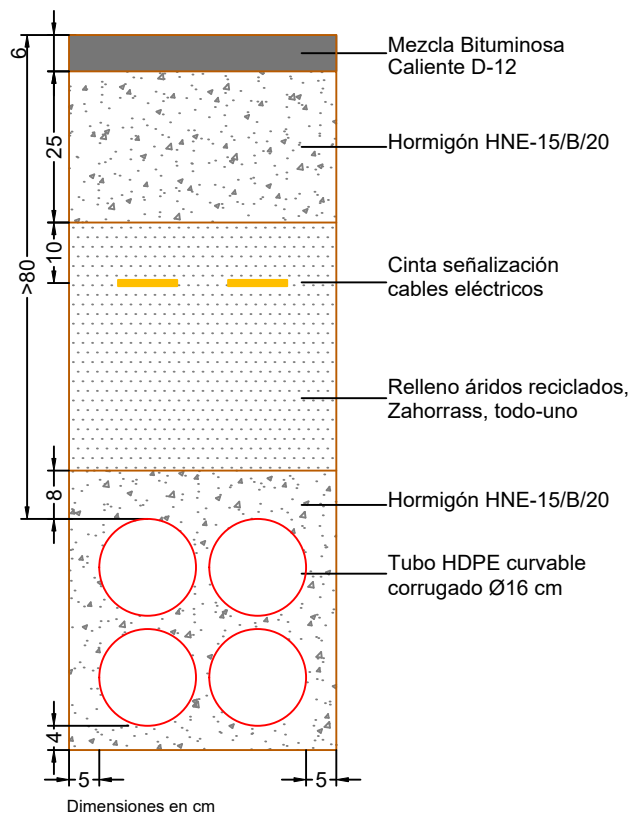 6
Mezcla Bituminosa
Caliente D-12
25
Hormigón HNE-15/B/20
10
>80
Cinta señalización
cables eléctricos
Relleno áridos reciclados,
Zahorrass, todo-uno
8
Hormigón HNE-15/B/20
Tubo HDPE curvable
corrugado Ø16 cm
4
5
5
Dimensiones en cm